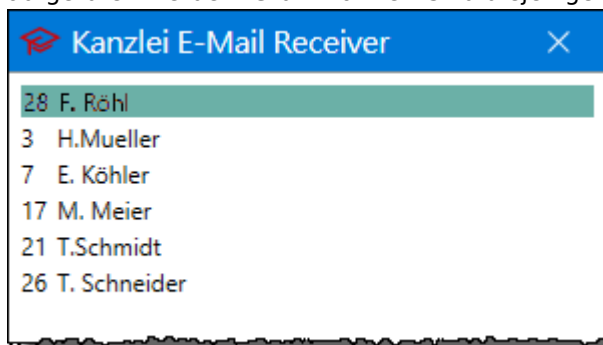 Kanzlei E-Mail Receiver
28 F. Röhl
3 H.Mueller
7 E. Köhler
17 M. Meier
21 T.Schmidt
26 T. Schneider